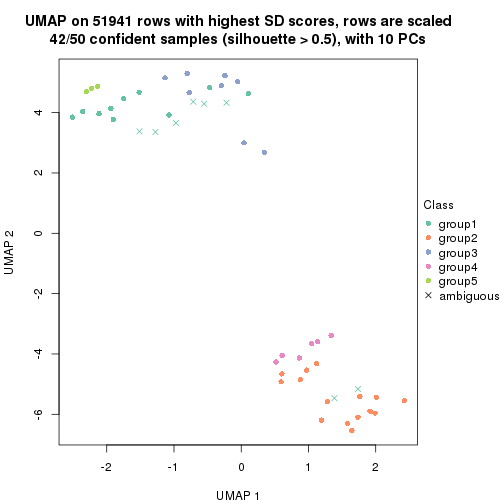 UMAP on 51941 rows with highest SD scores, rows are scaled
42/50 confident samples (silhouette > 0.5), with 10 PCs
UMAP 2
4
2
0
-2
-4
-6
-2
-1
0
1
2
UMAP 1
Class
group1
group2
group3
group4
group5
ambiguous